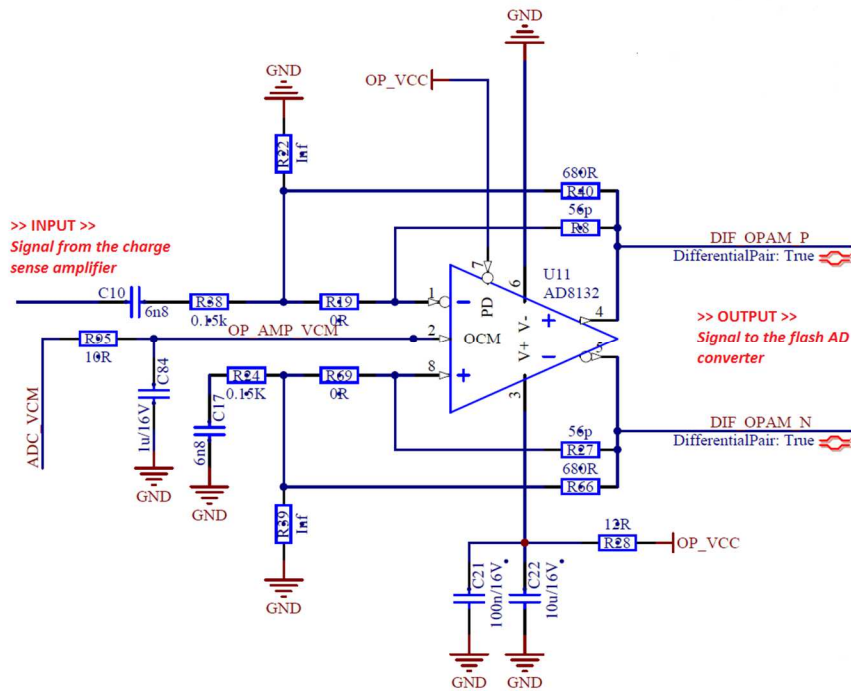 GND
GND
OP_VCC
R22
Inf
680R
R40
56p
R8
>> INPUT >>
Signal from the charge
sense amplifier
DIF_OPAM_P
DifferentialPair: True
7
PD
6
U11
AD8132
C10
6n8
R38
0.15k
R19
0R
1
V-
4
>> OUTPUT >>
Signal to the flash AD
converter
OP_AMP_VCM
2
OCM
R95
10R
V+
5
8
3
C84
1u/16V
R24
0.15K
R69
0R
C17
6n8
ADC_VCM
56p
R27
DIF_OPAM_N
DifferentialPair: True
GND
GND
680R
R66
R39
Inf
12R
R28
OP_VCC
GND
C21
100n/16V
C22
10u/16V
GND
GND